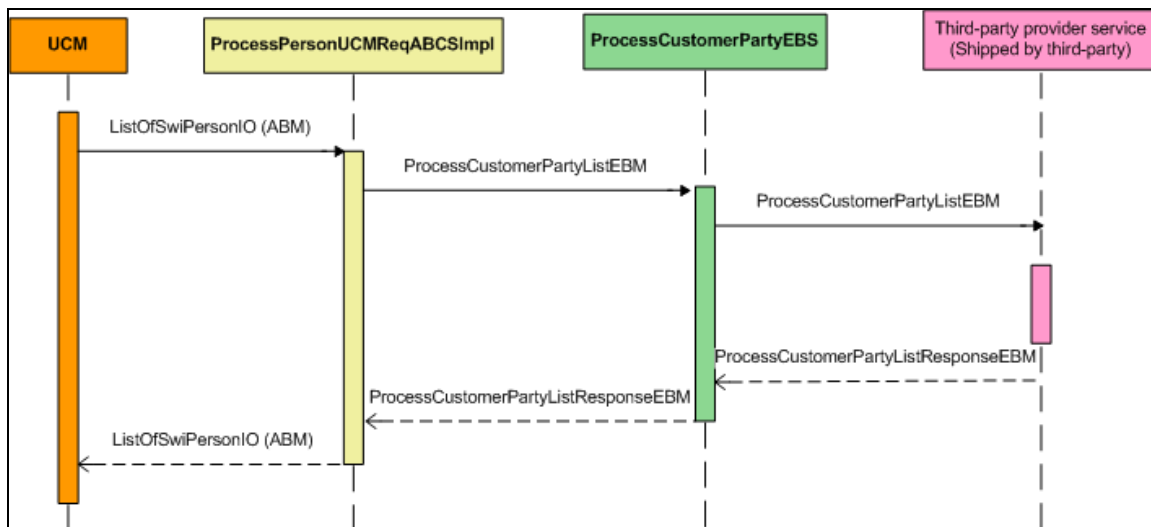 UCM
ProcessPersonUCMReqABCSImpl
ProcessCustomerPartyEBS
Third-party provider service
(Shipped by third-party)
ListOfSwiPersonIO (ABM)
ProcessCustomerPartyListEBM
ProcessCustomerPartyListEBM
ProcessCustomerPartyListResponseEBM
ProcessCustomerPartyListResponseEBM
ListOfSwiPersonIO (ABM)